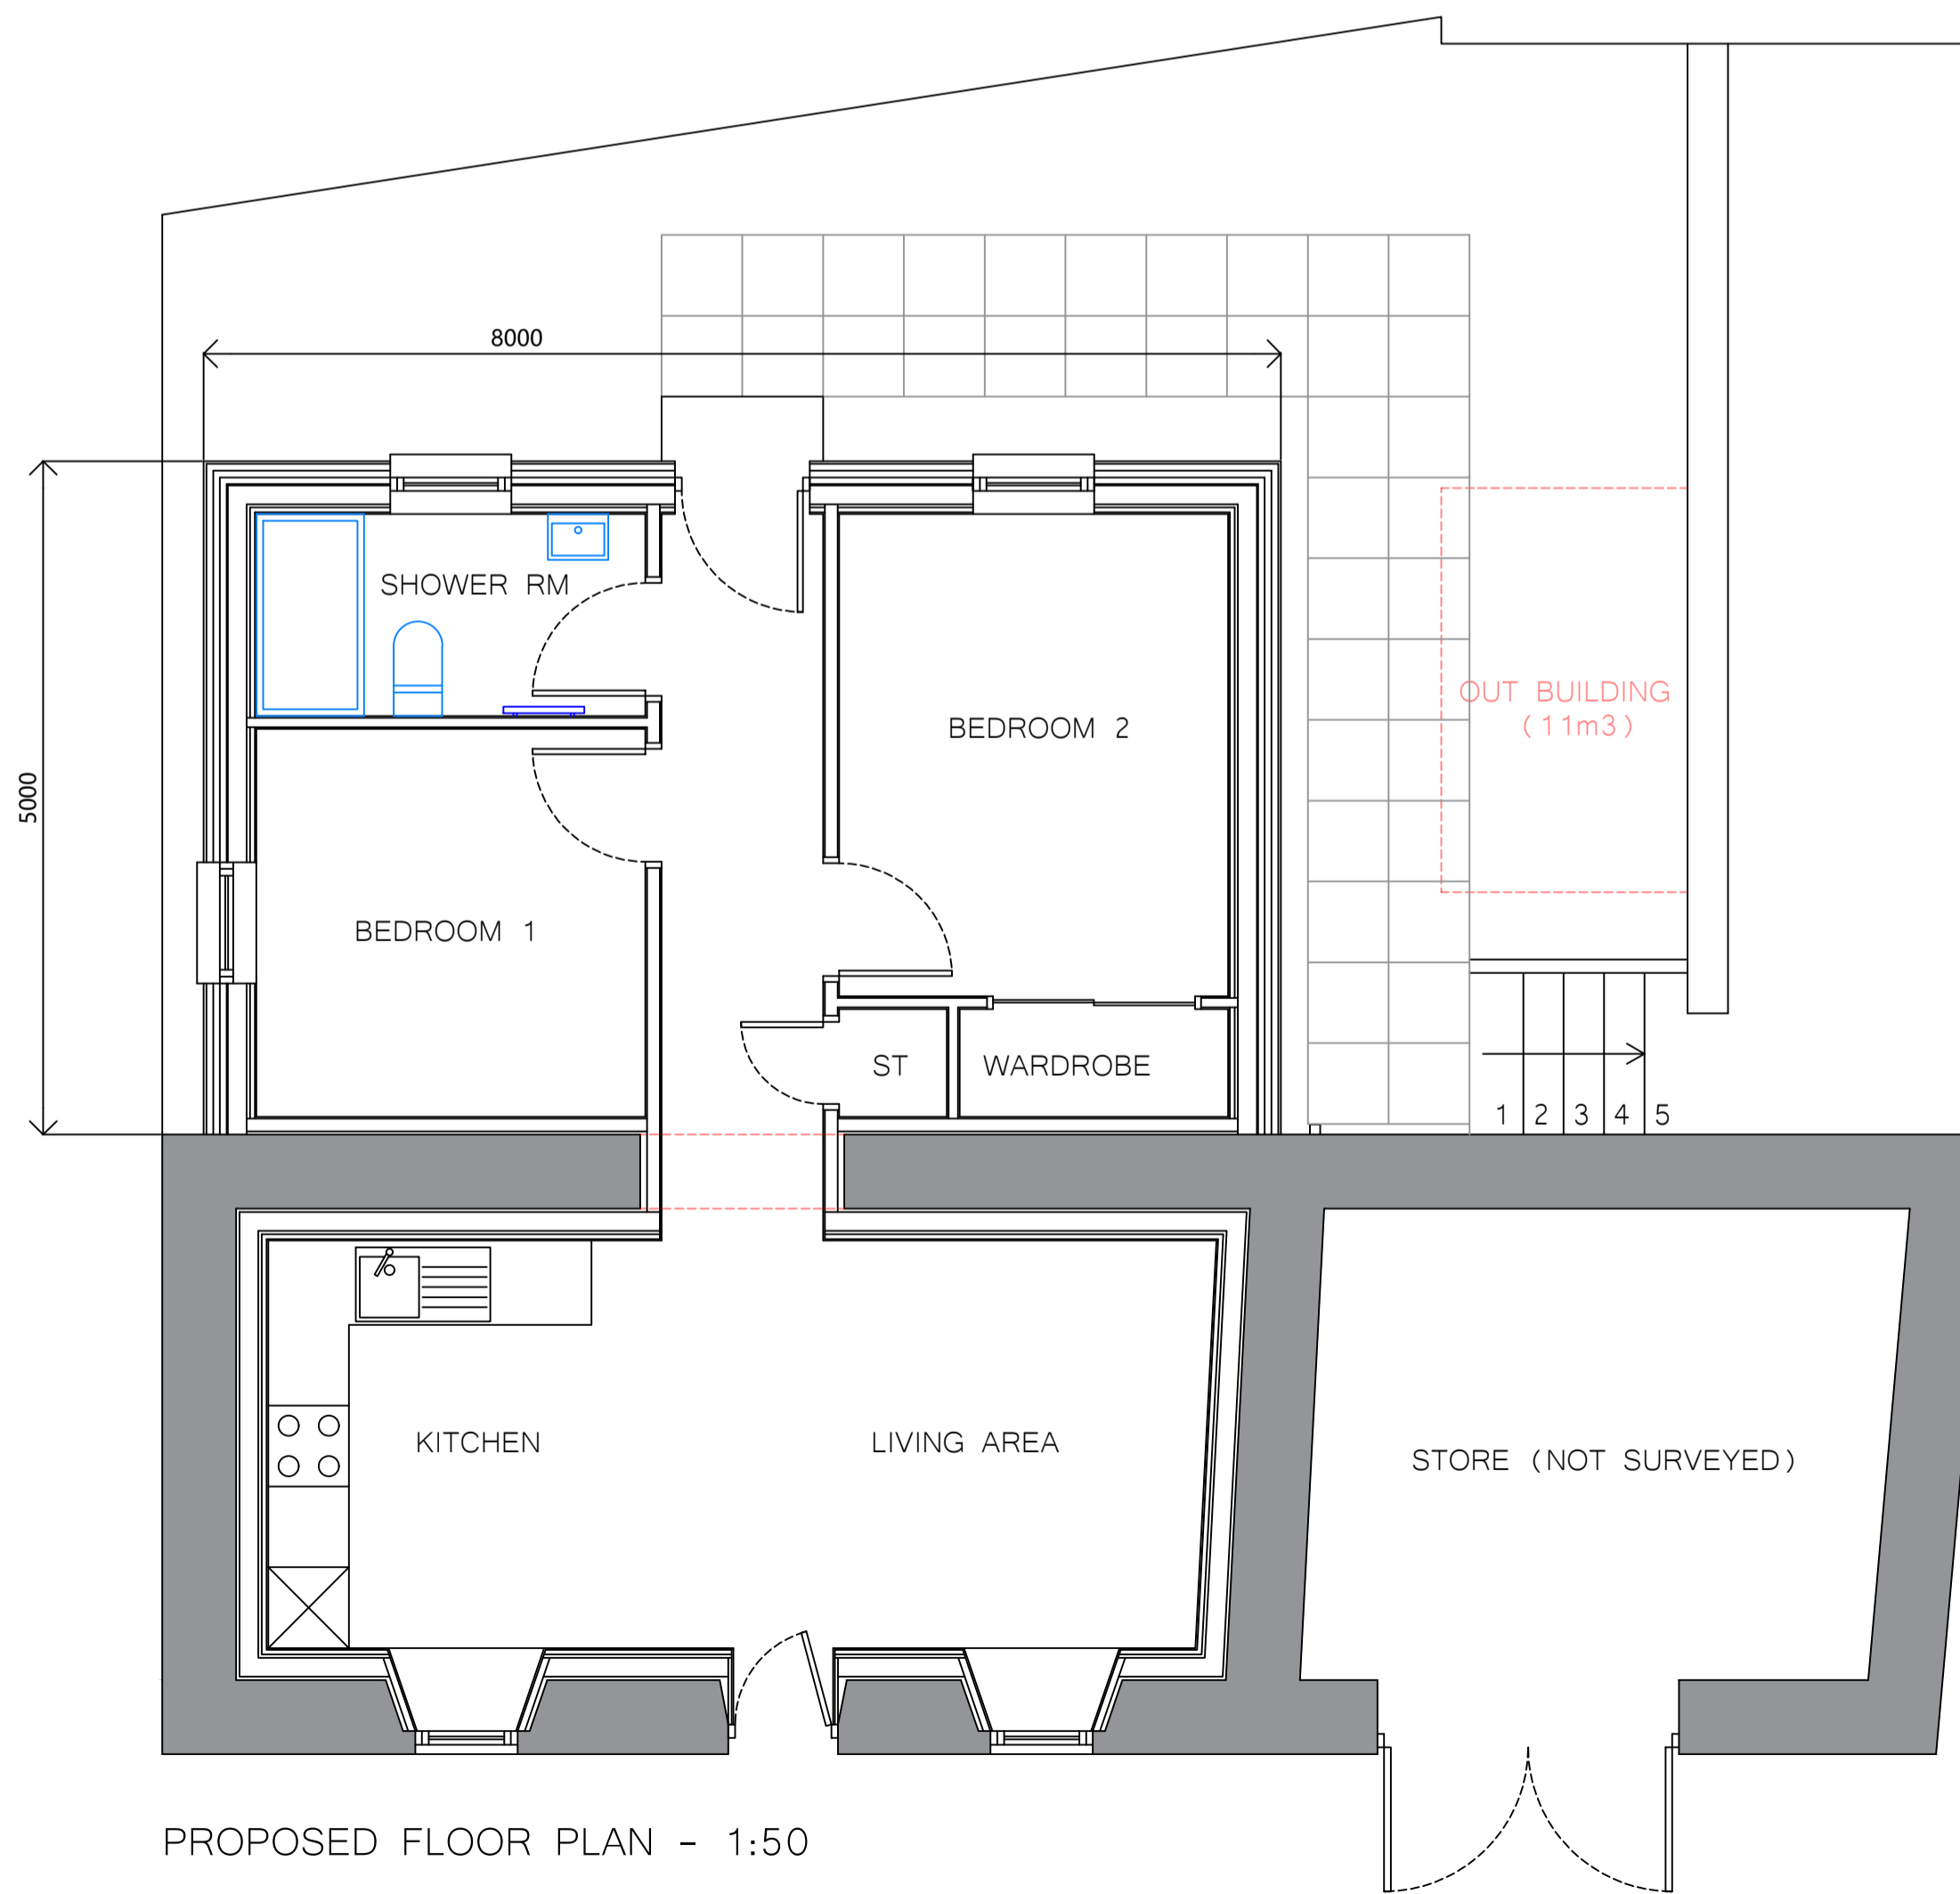 8000
SHOWER RM
OUT BUILDING
(11m3)
BEDROOM 2
5000
BEDROOM 1
ST
WARDROBE
1
2
3
4
5
KITCHEN
LIVING AREA
STORE (NOT SURVEYED)
PROPOSED FLOOR PLAN - 1:50